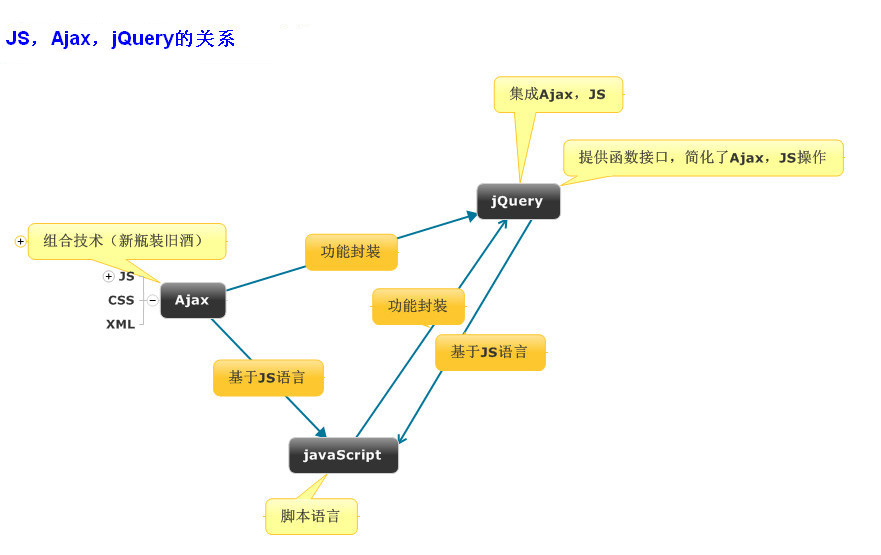 JS，Ajax，jQuery的关系
集成Ajax，JS
提供函数接口，简化了Ajax，JS操作
jQuery
组合技术（新瓶装旧酒）
功能封装
JS
CSS
XML
Ajax
功能封装
基于JS语言
基于JS语言
javaScript
脚本语言